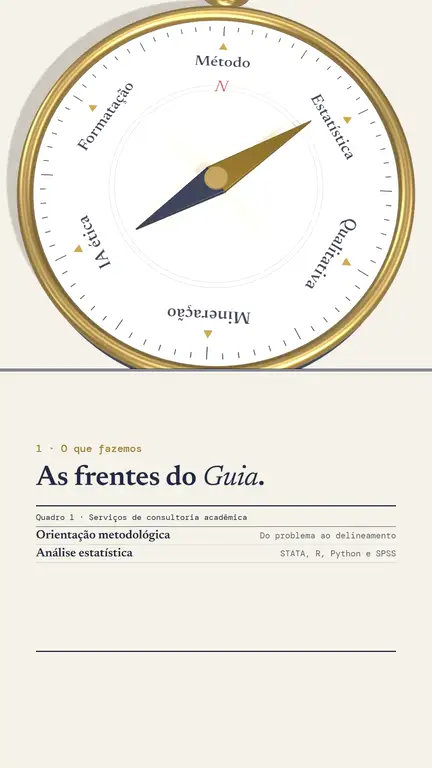 Método
N
Formatação
Estatística
IA ética
Qualitativa
Mineração
1 · O que fazemos
As frentes do Guia.
Quadro 1 · Serviços de consultoria acadêmica
Orientação metodológica Do problema ao delineamento
Análise estatística STATA, R, Python e SPSS